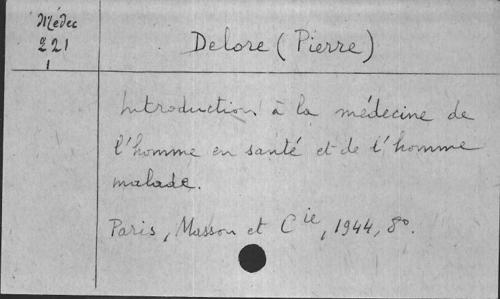 Médec
221
1
Delore (Pierre)
Introduction à la médecine de
l'homme en santé et de l'homme
malade.
Paris, Masson et Cie, 1944, 8°.